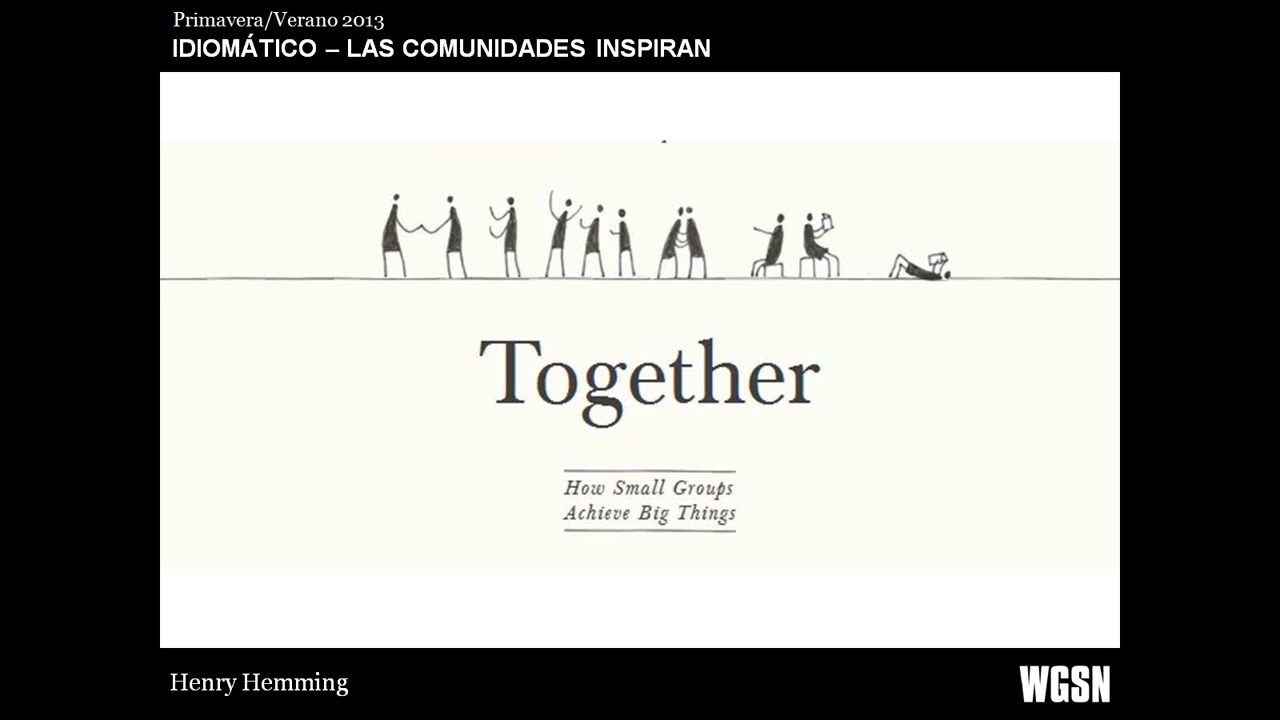 Primavera/Verano 2013
IDIOMÁTICO – LAS COMUNIDADES INSPIRAN
Together
How Small Groups
Achieve Big Things
Henry Hemming
WGSN